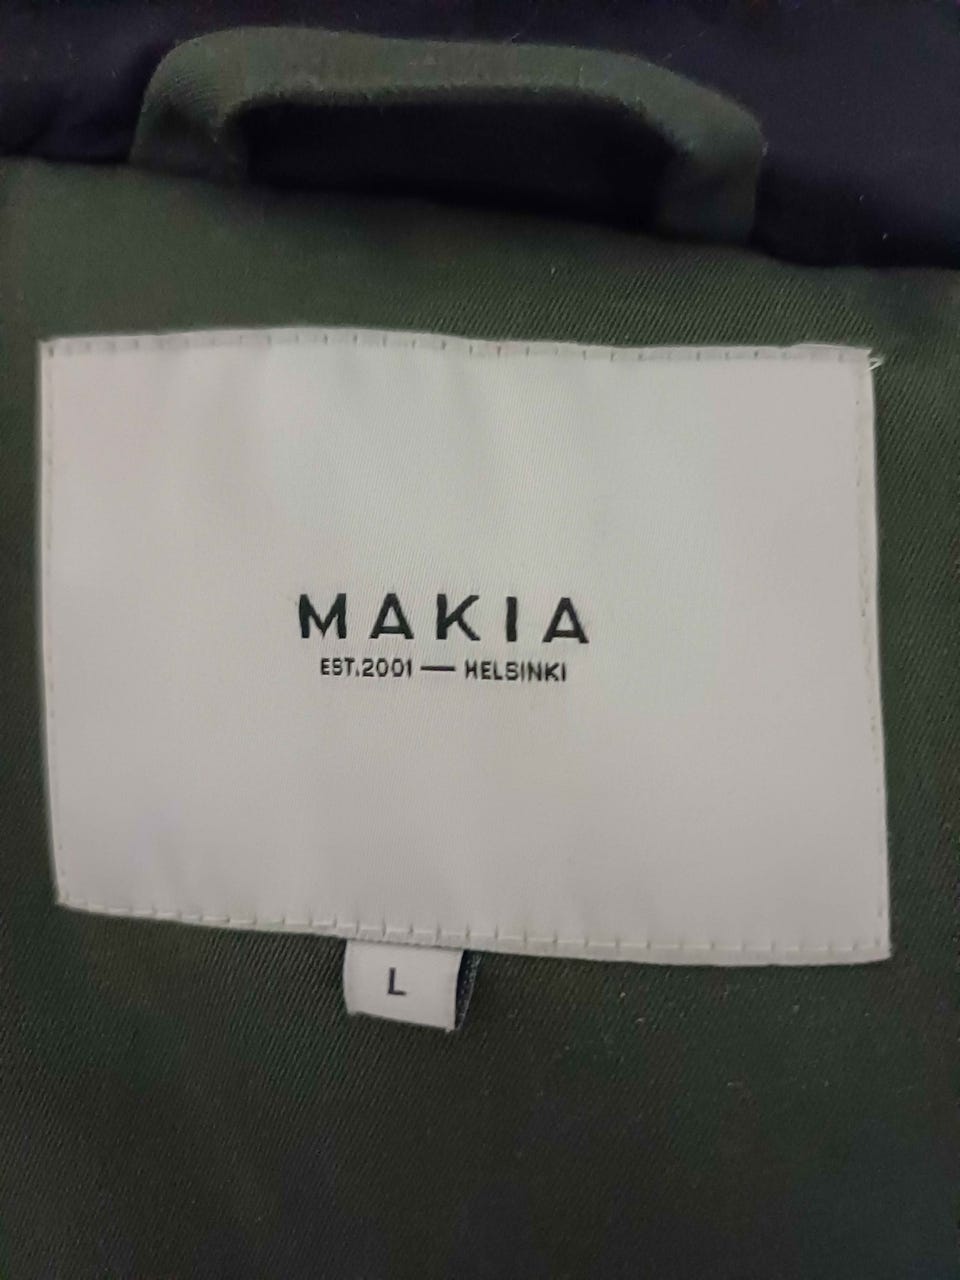 MAKIA
EST.2001 — HELSINKI
L